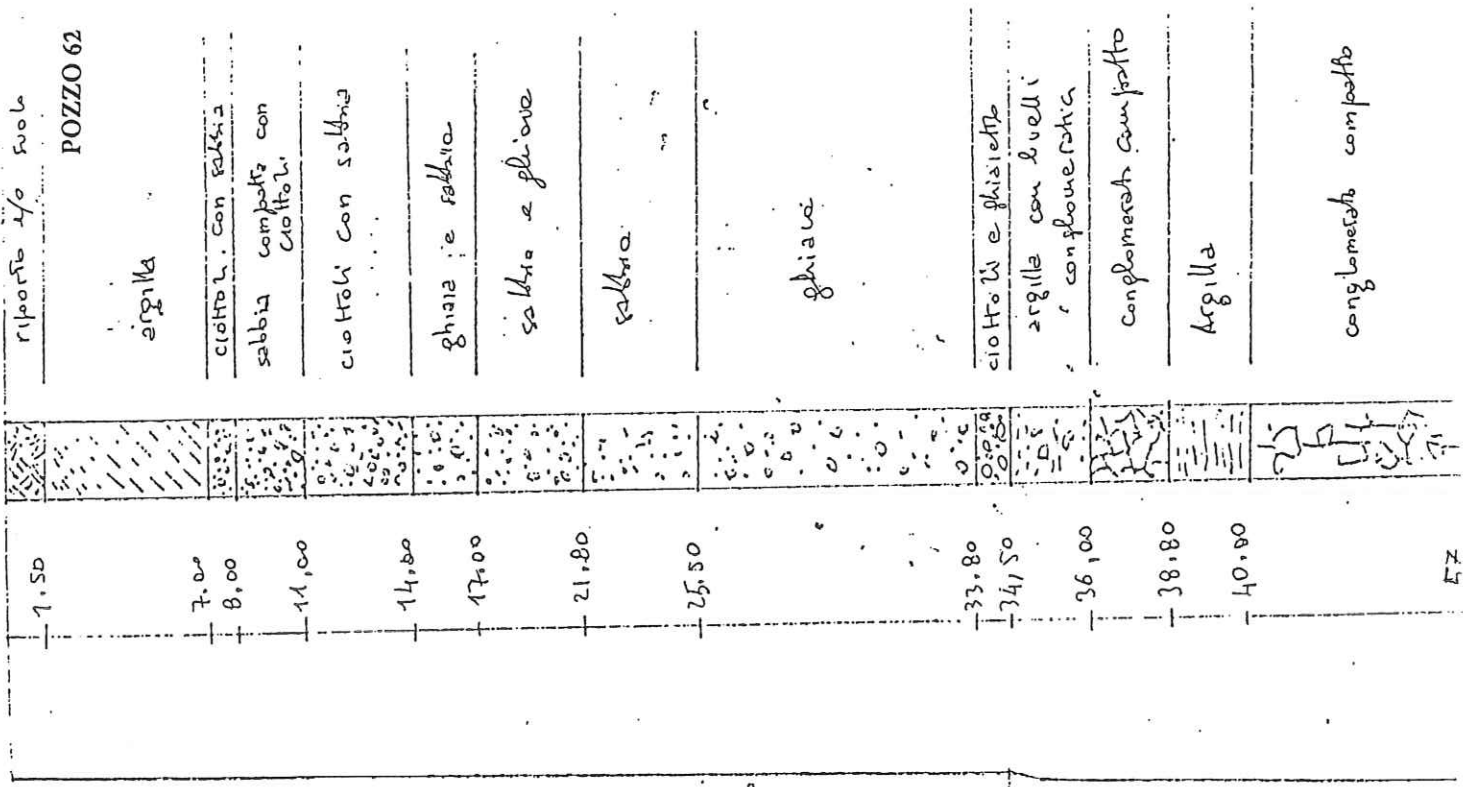 POZZO 62
riporto e/o suolo
1.50
argilla
7.00
ciottoli con sabbia
8.00
sabbia compatta con
ciottoli
11,00
ciottoli con sabbia
14,00
ghiaia e sabbia
17.00
sabbia e ghiaia
21.80
sabbia
25,50
ghiaia
33.80
ciottoli e ghiaietto
34,50
argilla con livelli
conglomeratici
36,00
conglomerato compatto
38.80
Argilla
40.80
conglomerato compatto
57